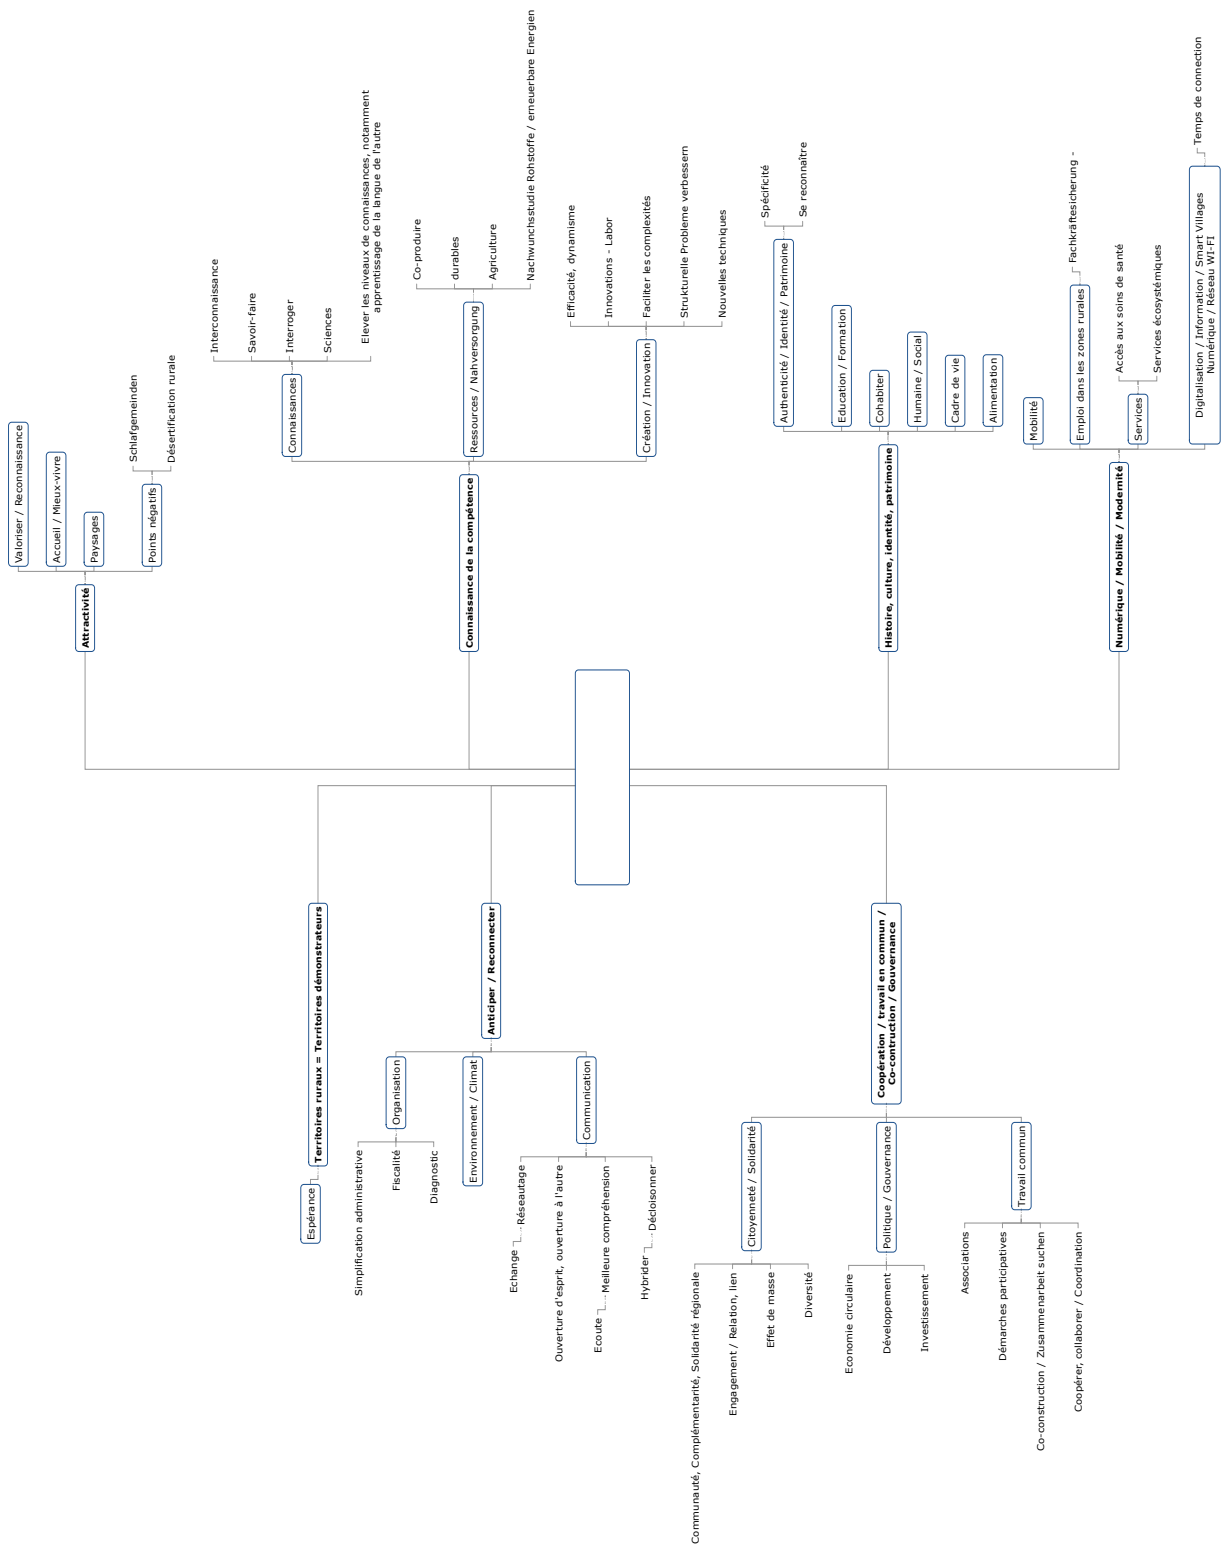 Attractivité
Valoriser / Reconnaissance
Accueil / Mieux-vivre
Paysages
Points négatifs
Schlafgemeinden
Désertification rurale
Connaissance de la compétence
Connaissances
Interconnaissance
Savoir-faire
Interroger
Sciences
Elever les niveaux de connaissances, notamment
apprentissage de la langue de l'autre
Ressources / Nahversorgung
Co-produire
durables
Agriculture
Nachwunchsstudie Rohstoffe / erneuerbare Energien
Création / Innovation
Efficacité, dynamisme
Innovations - Labor
Faciliter les complexités
Strukturelle Probleme verbessern
Nouvelles techniques
Histoire, culture, identité, patrimoine
Authenticité / Identité / Patrimoine
Spécificité
Se reconnaître
Education / Formation
Cohabiter
Humaine / Social
Cadre de vie
Alimentation
Numérique / Mobilité / Modernité
Mobilité
Emploi dans les zones rurales
Fachkräftesicherung -
Services
Accès aux soins de santé
Services écosystémiques
Digitalisation / Information / Smart Villages
Numérique / Réseau WI-FI
Temps de connection
Territoires ruraux = Territoires démonstrateurs
Espérance
Anticiper / Reconnecter
Organisation
Simplification administrative
Fiscalité
Diagnostic
Environnement / Climat
Communication
Réseautage
Echange
Ouverture d'esprit, ouverture à l'autre
Meilleure compréhension
Ecoute
Décloisonner
Hybrider
Coopération / travail en commun /
Co-contruction / Gouvernance
Citoyenneté / Solidarité
Communauté, Complémentarité, Solidarité régionale
Engagement / Relation, lien
Effet de masse
Diversité
Politique / Gouvernance
Economie circulaire
Développement
Investissement
Travail commun
Associations
Démarches participatives
Co-construction / Zusammenarbeit suchen
Coopérer, collaborer / Coordination